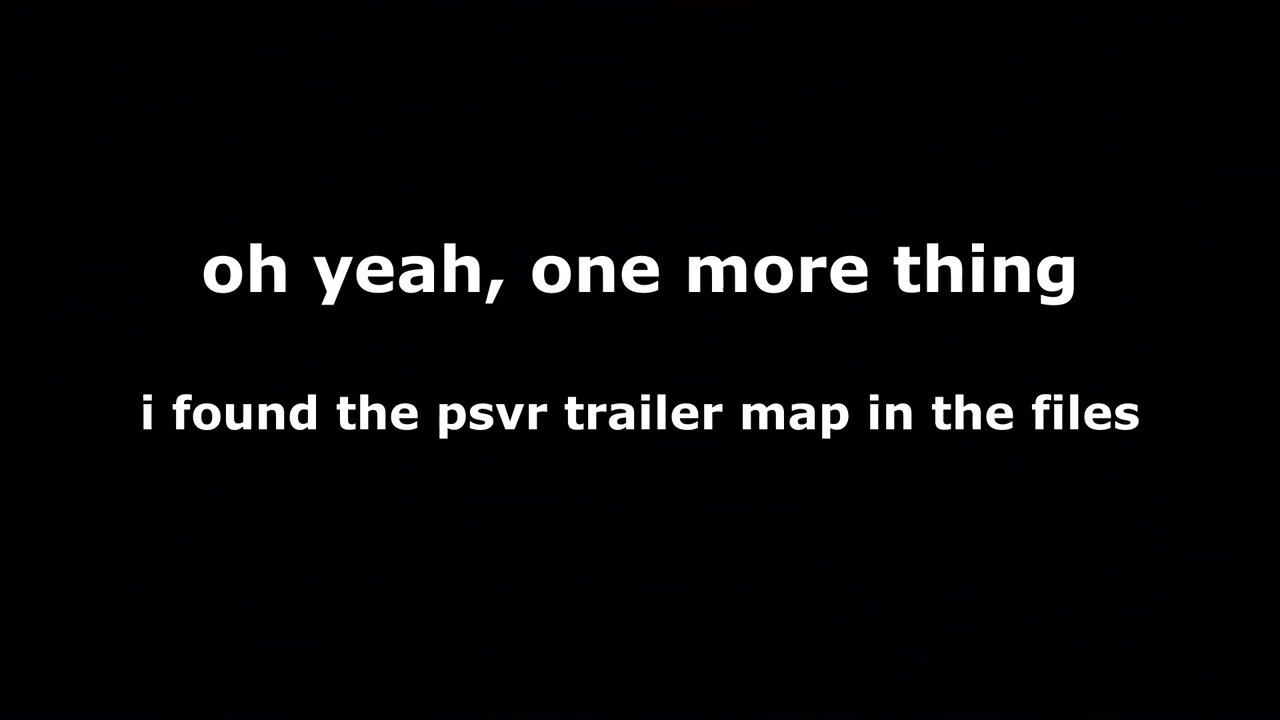 oh yeah, one more thing
i found the psvr trailer map in the files